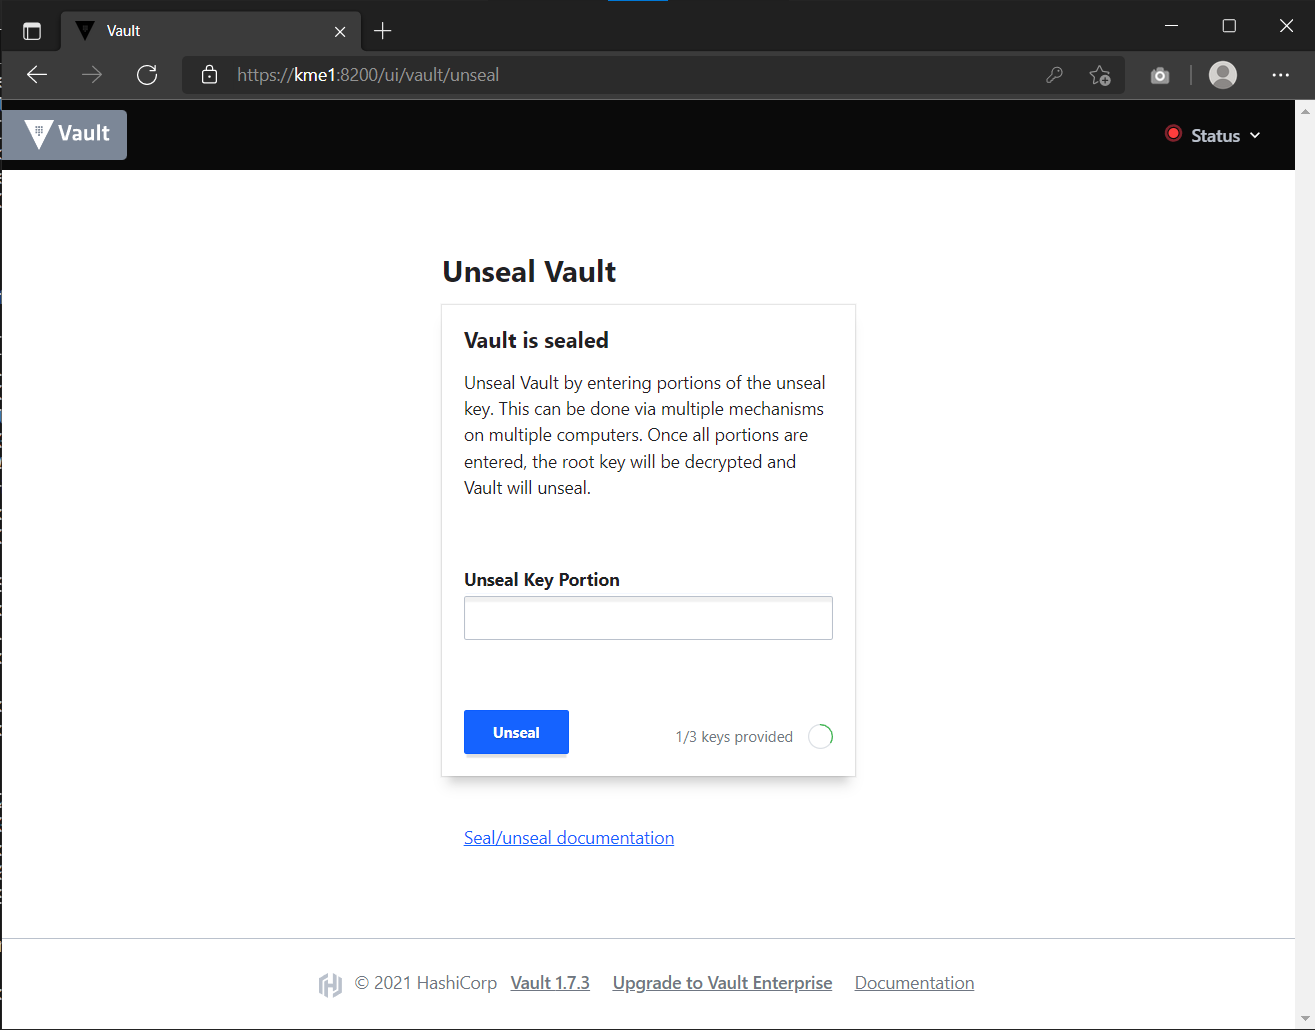 Vault
https://kme1:8200/ui/vault/unseal
Vault
Status
Unseal Vault
Vault is sealed
Unseal Vault by entering portions of the unseal
key. This can be done via multiple mechanisms
on multiple computers. Once all portions are
entered, the root key will be decrypted and
Vault will unseal.
Unseal Key Portion
Unseal
1/3 keys provided
Seal/unseal documentation
© 2021 HashiCorp Vault 1.7.3 Upgrade to Vault Enterprise Documentation